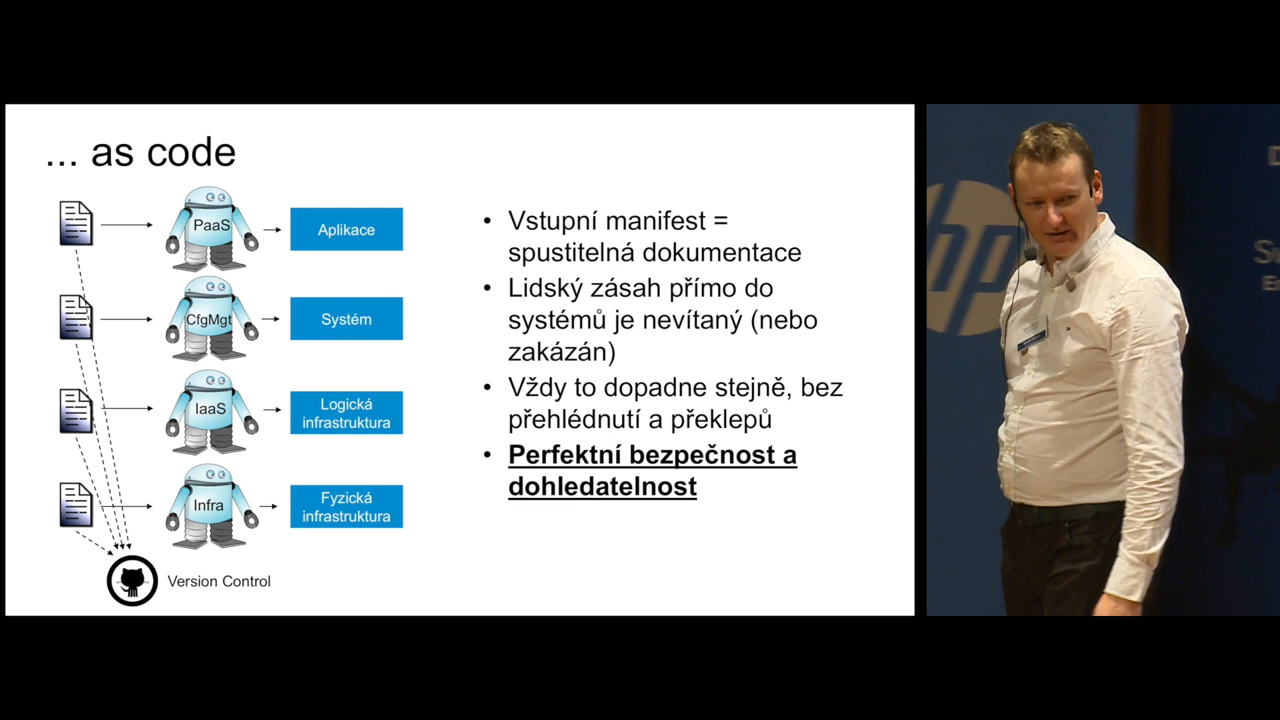 ... as code
PaaS
Aplikace
CfgMgt
Systém
IaaS
Logická
infrastruktura
Infra
Fyzická
infrastruktura
Version Control
• Vstupní manifest =
spustitelná dokumentace
• Lidský zásah přímo do
systémů je nevítaný (nebo
zakázán)
• Vždy to dopadne stejně, bez
přehlédnutí a překlepů
• Perfektní bezpečnost a
dohledatelnost
hp